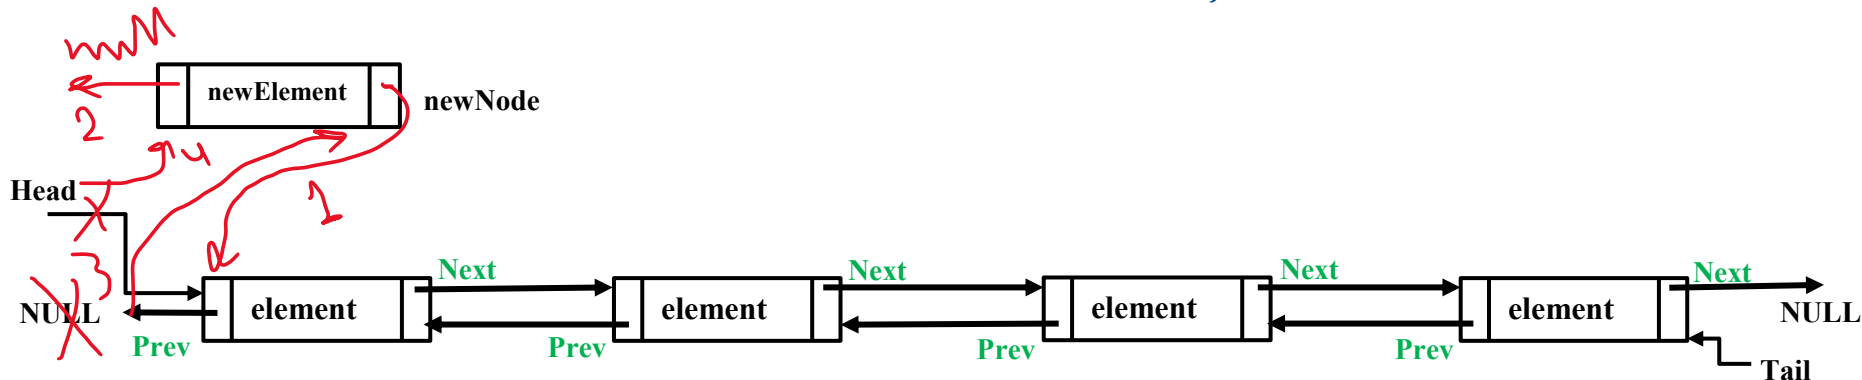 null
newElement
newNode
2
4
Head
1
3
Next
Next
Next
Next
NULL
element
element
element
element
NULL
Prev
Prev
Prev
Prev
Tail